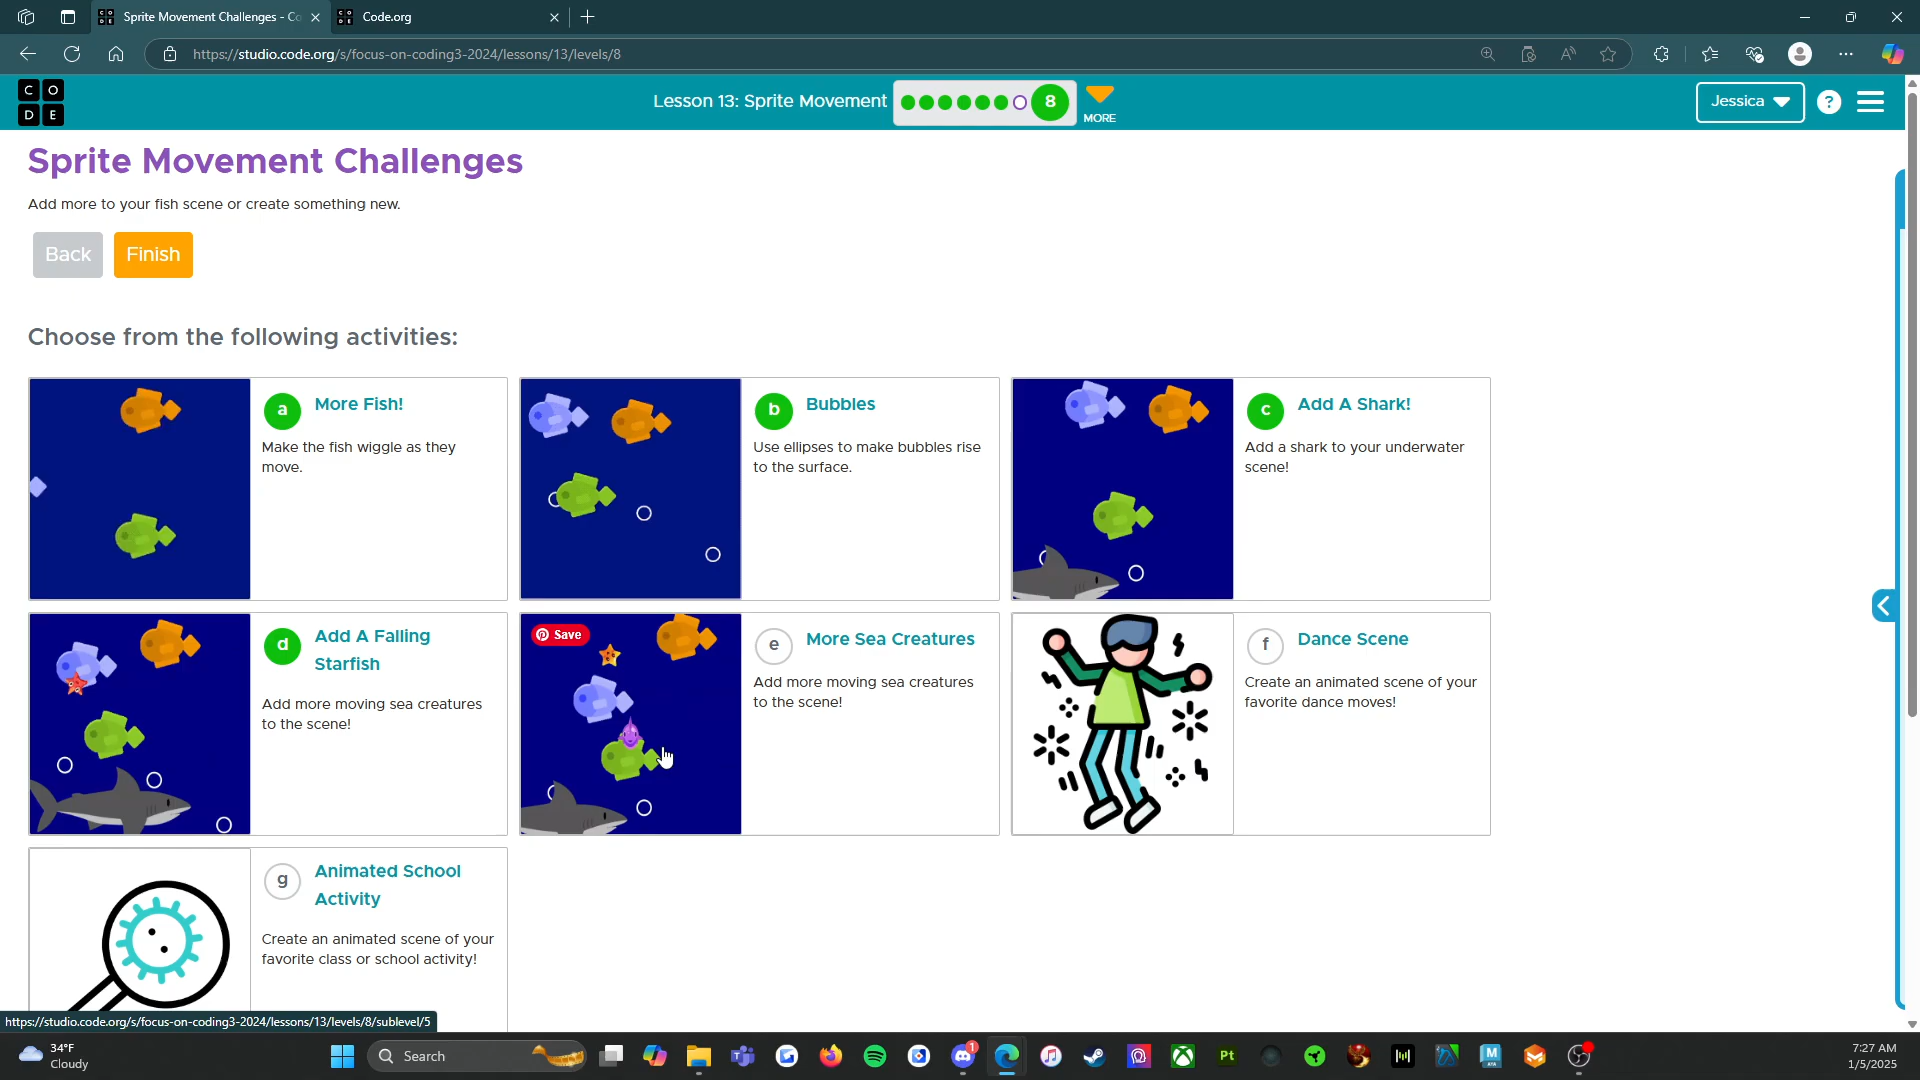 Sprite Movement Challenges - Co
Code.org
https://studio.code.org/s/focus-on-coding3-2024/lessons/13/levels/8
C O
D E
Lesson 13: Sprite Movement
8
MORE
Jessica
?
Sprite Movement Challenges
Add more to your fish scene or create something new.
Back
Finish
Choose from the following activities:
a
More Fish!
Make the fish wiggle as they
move.
b
Bubbles
Use ellipses to make bubbles rise
to the surface.
c
Add A Shark!
Add a shark to your underwater
scene!
d
Add A Falling
Starfish
Add more moving sea creatures
to the scene!
Save
e
More Sea Creatures
Add more moving sea creatures
to the scene!
f
Dance Scene
Create an animated scene of your
favorite dance moves!
g
Animated School
Activity
Create an animated scene of your
favorite class or school activity!
https://studio.code.org/s/focus-on-coding3-2024/lessons/13/levels/8/sublevel/5
34°F
Cloudy
Search
1
Pt
M
7:27 AM
1/5/2025